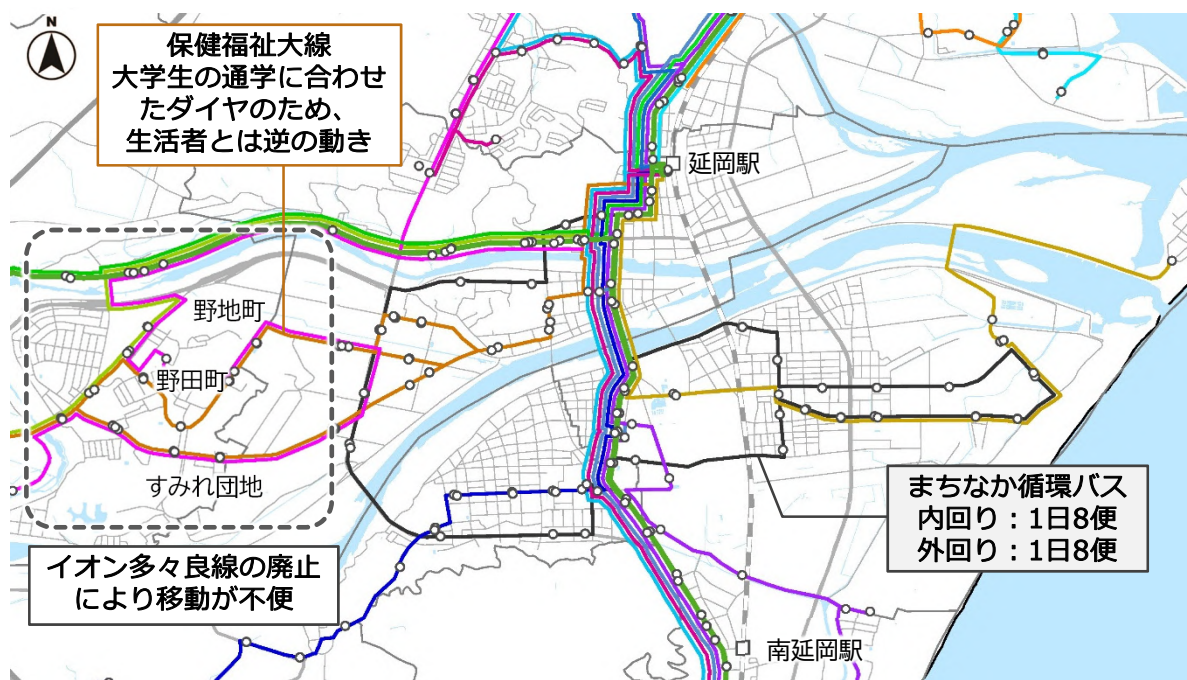 N
保健福祉大線
大学生の通学に合わせ
たダイヤのため、
生活者とは逆の動き
延岡駅
野地町
野田町
すみれ団地
イオン多々良線の廃止
により移動が不便
まちなか循環バス
内回り：1日8便
外回り：1日8便
南延岡駅